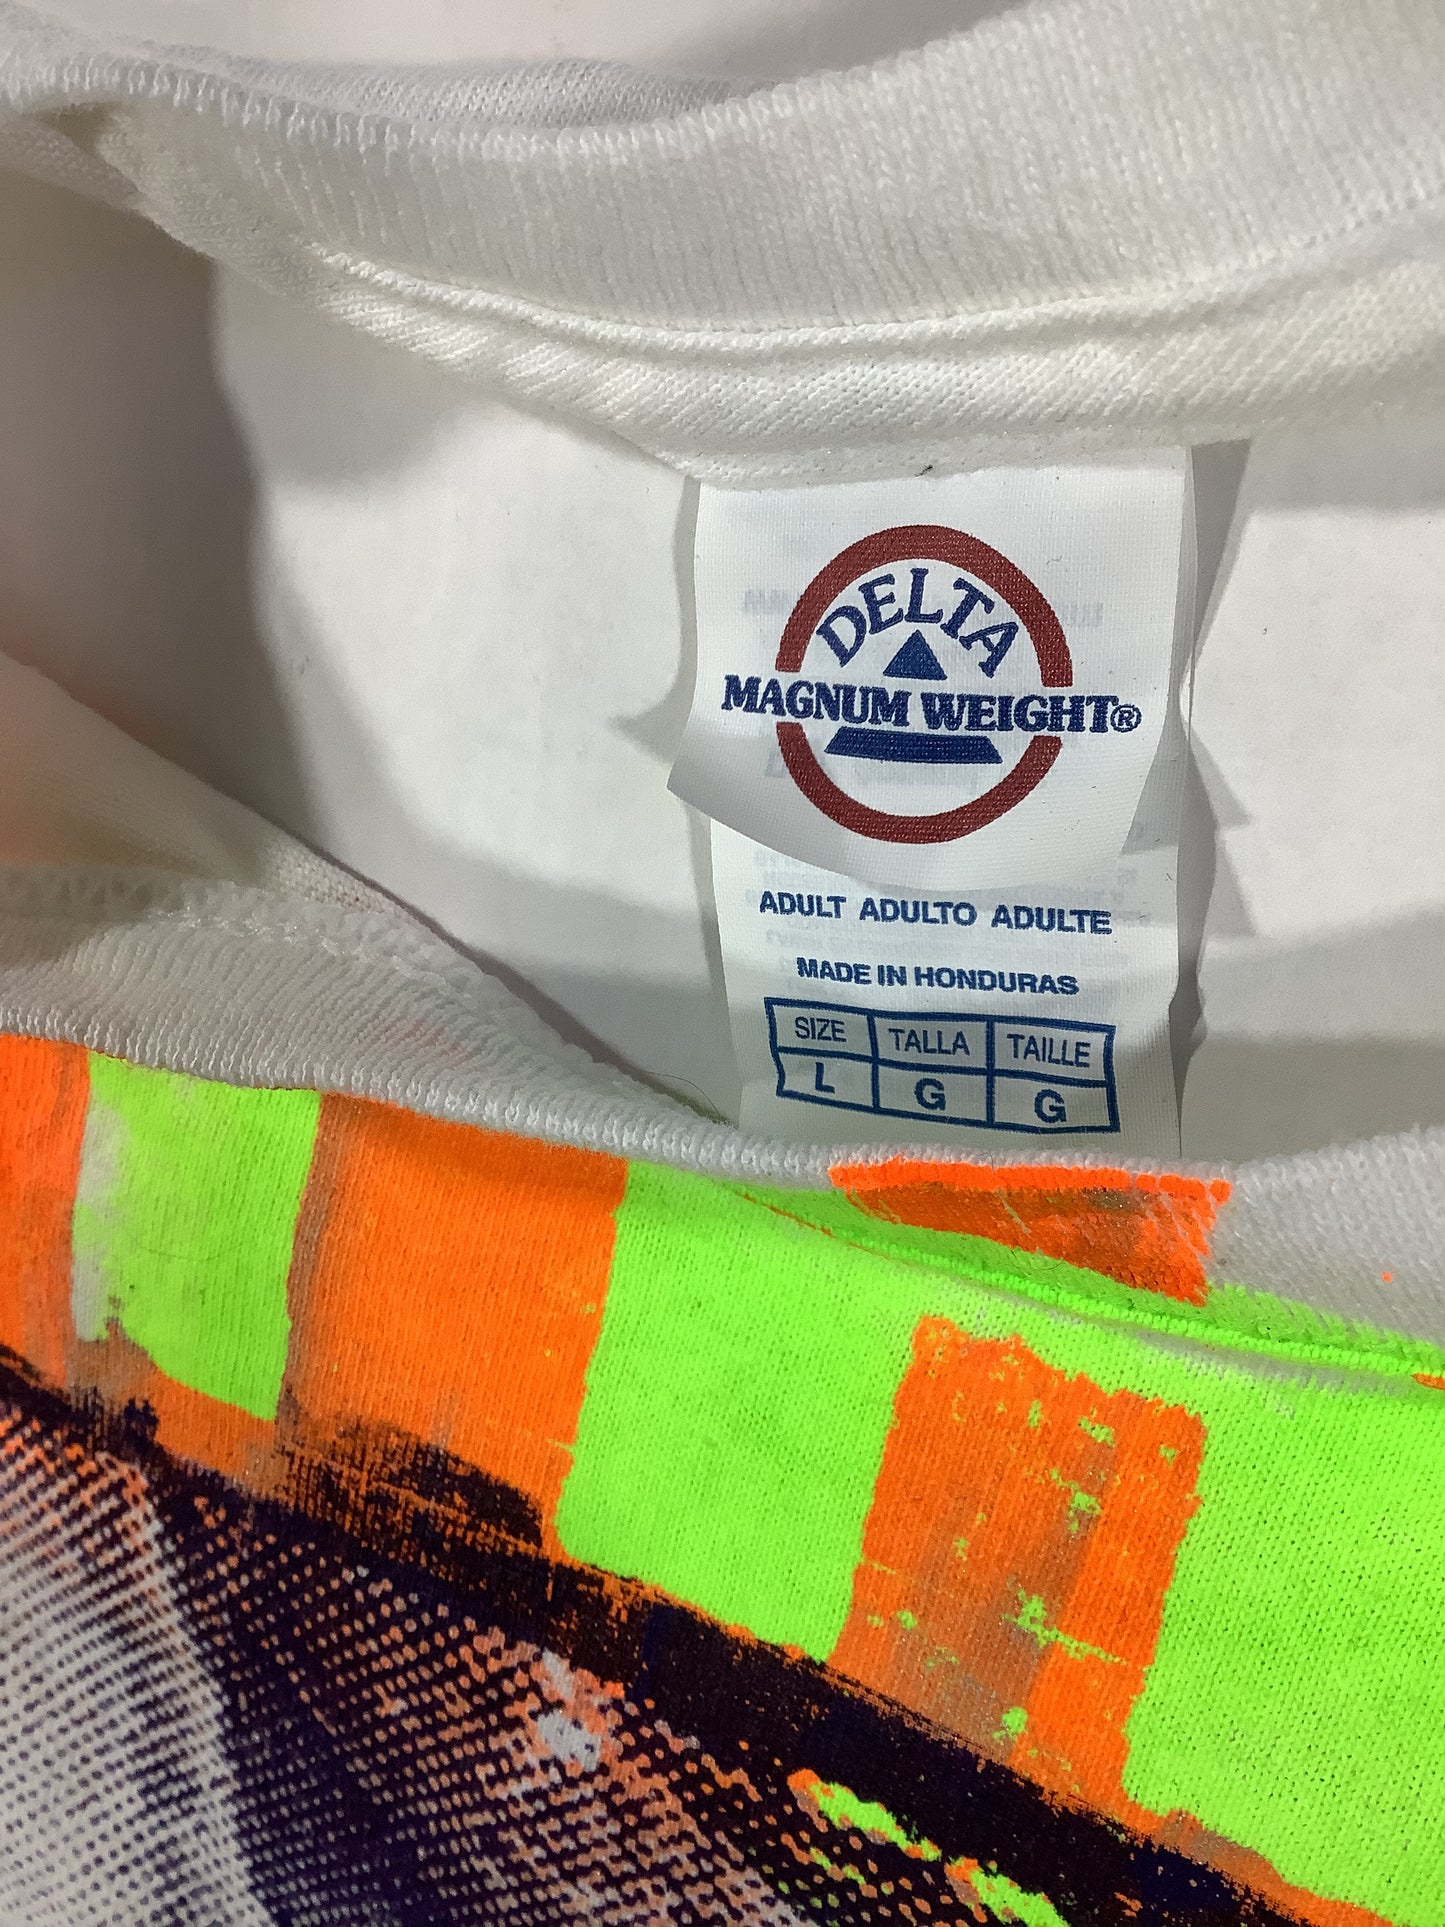 DELTA
MAGNUM WEIGHT®
ADULT ADULTO ADULTE
MADE IN HONDURAS
SIZE TALLA TAILLE
L G G